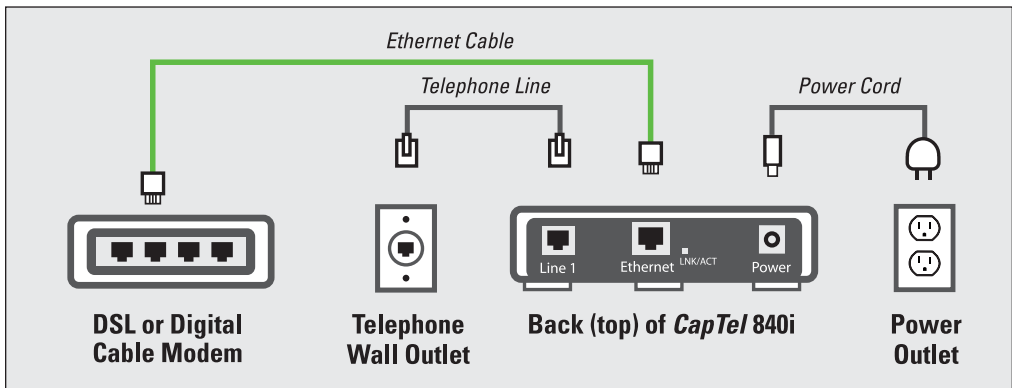 Ethernet Cable
Telephone Line
Power Cord
Line 1
Ethernet
LNK/ACT
Power
DSL or Digital
Cable Modem
Telephone
Wall Outlet
Back (top) of CapTel 840i
Power
Outlet